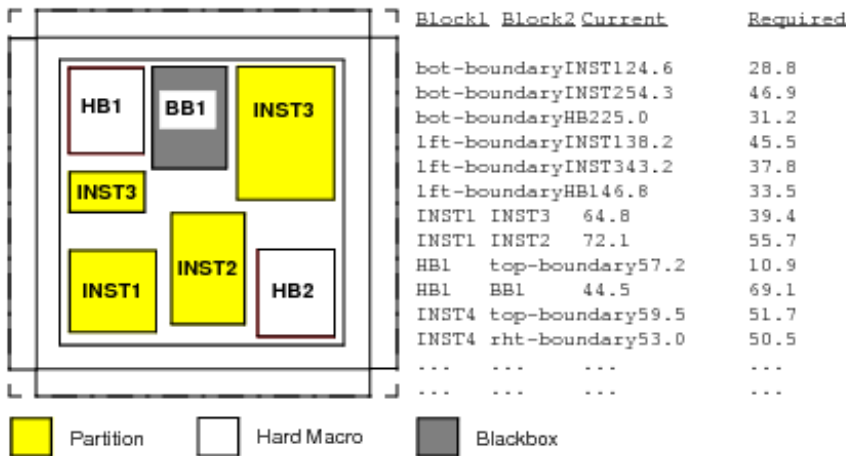 HB1
BB1
INST3
INST3
INST1
INST2
HB2
Block1 Block2 Current Required
bot-boundaryINST124.6 28.8
bot-boundaryINST254.3 46.9
bot-boundaryHB225.0 31.2
lft-boundaryINST138.2 45.5
lft-boundaryINST343.2 37.8
lft-boundaryHB146.8 33.5
INST1 INST3 64.8 39.4
INST1 INST2 72.1 55.7
HB1 top-boundary57.2 10.9
HB1 BB1 44.5 69.1
INST4 top-boundary59.5 51.7
INST4 rht-boundary53.0 50.5
... ... ... ...
... ... ... ...
Partition Hard Macro Blackbox